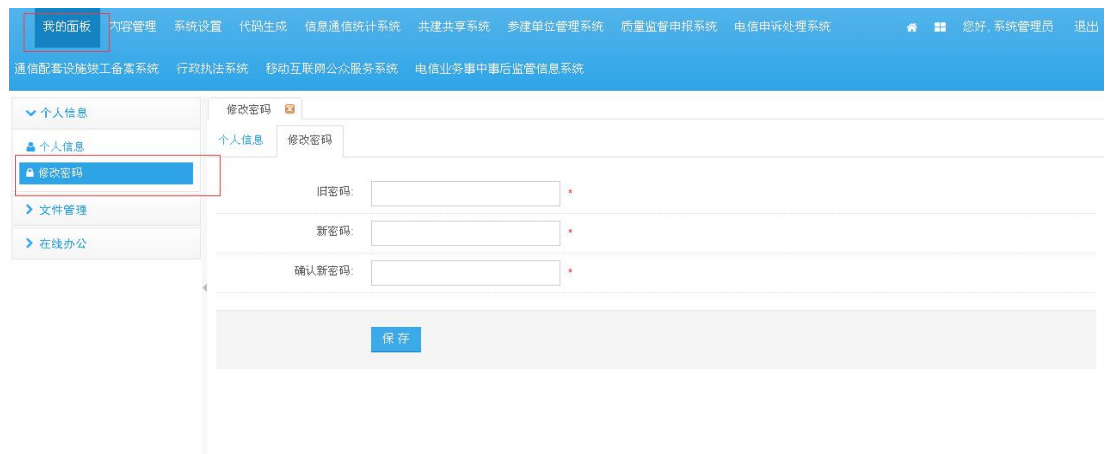 我的面板 内容管理 系统设置 代码生成 信息通信统计系统 共建共享系统 参建单位管理系统 质量监督申报系统 电信申诉处理系统 您好, 系统管理员 退出
通信配套设施竣工备案系统 行政执法系统 移动互联网公众服务系统 电信业务事中事后监管信息系统
个人信息
修改密码
个人信息 修改密码
个人信息
修改密码
旧密码: *
文件管理
新密码: *
在线办公
确认新密码: *
保存